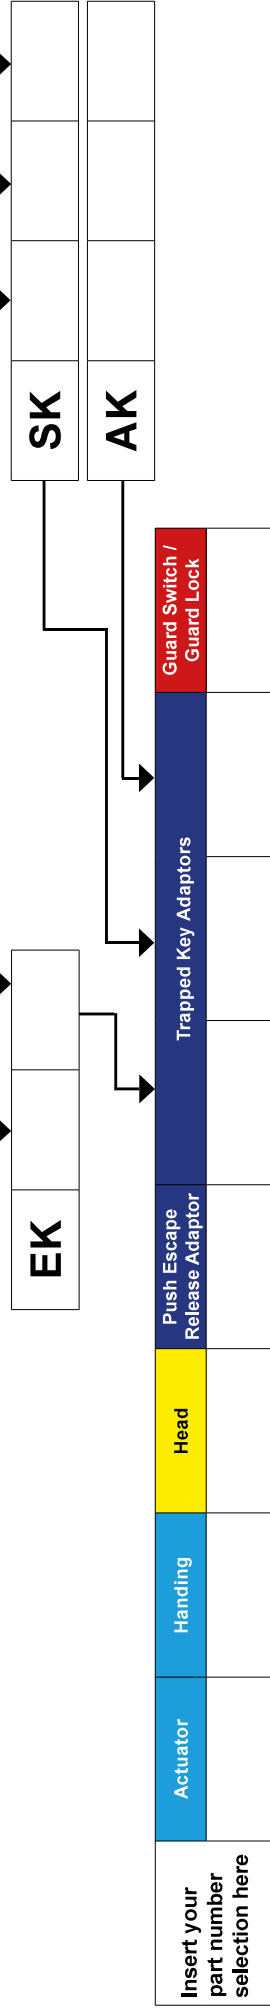 EK
SK
AK
Insert your
part number
selection here
Actuator
Handing
Head
Push Escape
Release Adaptor
Trapped Key Adaptors
Guard Switch /
Guard Lock